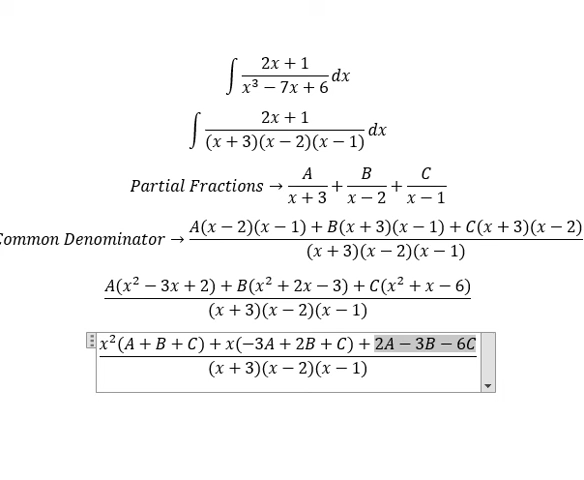 ∫ (2x + 1)/(x³ − 7x + 6) dx
∫ (2x + 1)/((x + 3)(x − 2)(x − 1)) dx
Partial Fractions → A/(x + 3) + B/(x − 2) + C/(x − 1)
Common Denominator → (A(x − 2)(x − 1) + B(x + 3)(x − 1) + C(x + 3)(x − 2))/((x + 3)(x − 2)(x − 1))
(A(x² − 3x + 2) + B(x² + 2x − 3) + C(x² + x − 6))/((x + 3)(x − 2)(x − 1))
(x²(A + B + C) + x(−3A + 2B + C) + 2A − 3B − 6C)/((x + 3)(x − 2)(x − 1))